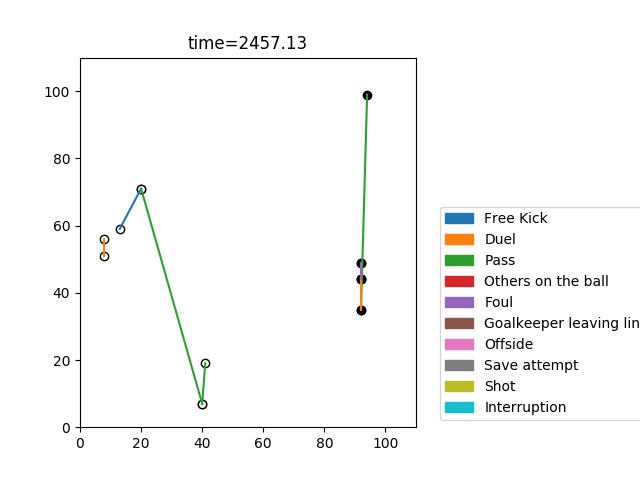 time=2457.13
100
80
60
40
20
0
0 20 40 60 80 100
Free Kick
Duel
Pass
Others on the ball
Foul
Goalkeeper leaving lin
Offside
Save attempt
Shot
Interruption